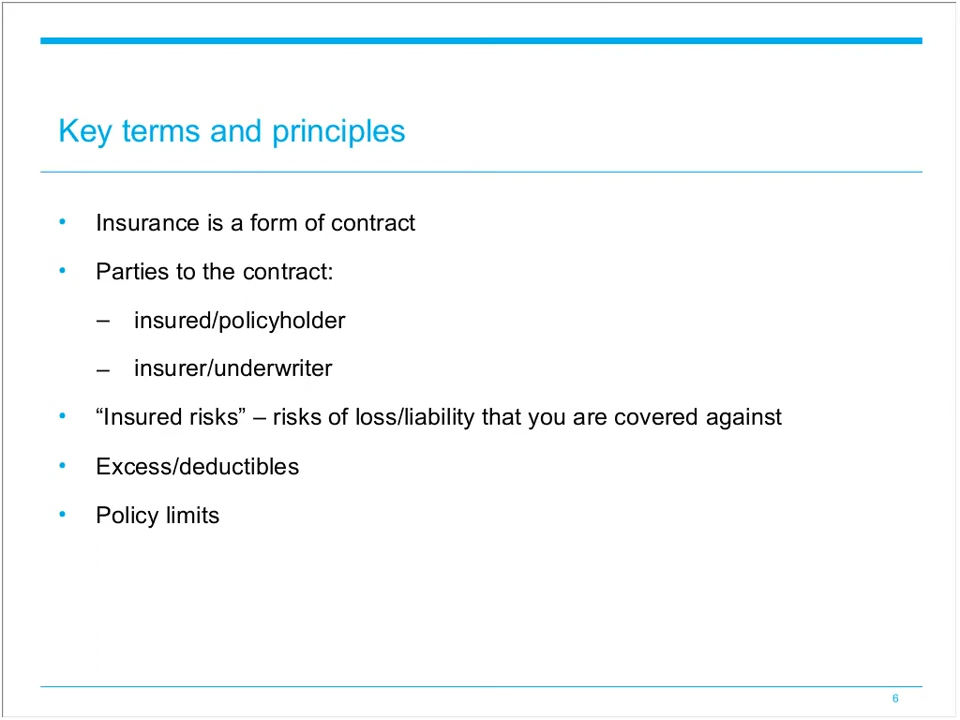 Key terms and principles
• Insurance is a form of contract
• Parties to the contract:
– insured/policyholder
– insurer/underwriter
• “Insured risks” – risks of loss/liability that you are covered against
• Excess/deductibles
• Policy limits
6